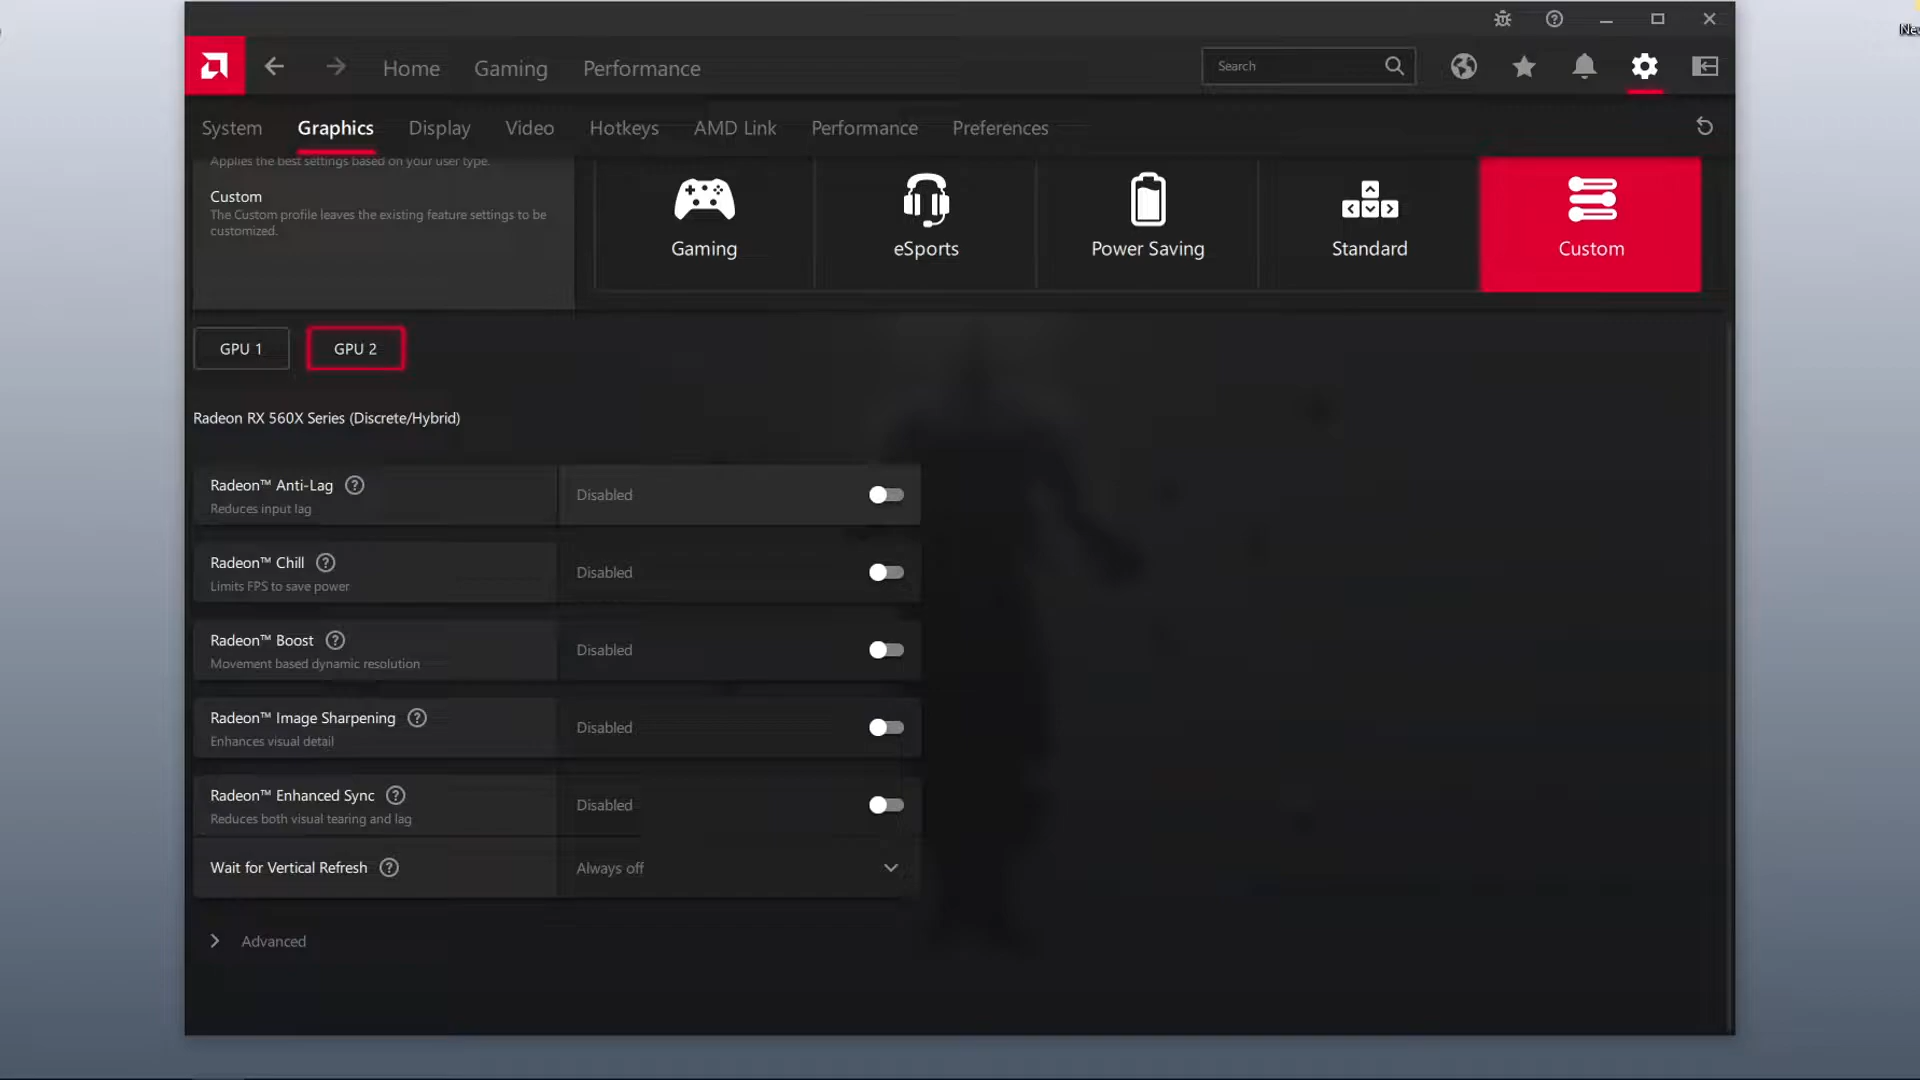 Ne
Home
Gaming
Performance
Search
System
Graphics
Display
Video
Hotkeys
AMD Link
Performance
Preferences
Applies the best settings based on your user type.
Custom
The Custom profile leaves the existing feature settings to be
customized.
Gaming
eSports
Power Saving
Standard
Custom
GPU 1
GPU 2
Radeon RX 560X Series (Discrete/Hybrid)
Radeon™ Anti-Lag
Reduces input lag
Disabled
Radeon™ Chill
Limits FPS to save power
Disabled
Radeon™ Boost
Movement based dynamic resolution
Disabled
Radeon™ Image Sharpening
Enhances visual detail
Disabled
Radeon™ Enhanced Sync
Reduces both visual tearing and lag
Disabled
Wait for Vertical Refresh
Always off
Advanced